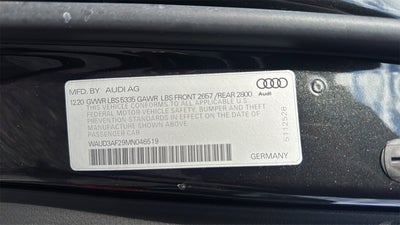 MFD. BY AUDI AG
12.20 GVWR LBS 5335 GAWR LBS FRONT 2657 / REAR 2800
THIS VEHICLE CONFORMS TO ALL APPLICABLE
FEDERAL MOTOR VEHICLE SAFETY, BUMPER AND THEFT
PREVENTION STANDARDS IN EFFECT ON THE DATE OF
MANUFACTURE SHOWN ABOVE.
PASSENGER CAR
WAUD3AF29MN046519
GERMANY
Audi
5112528